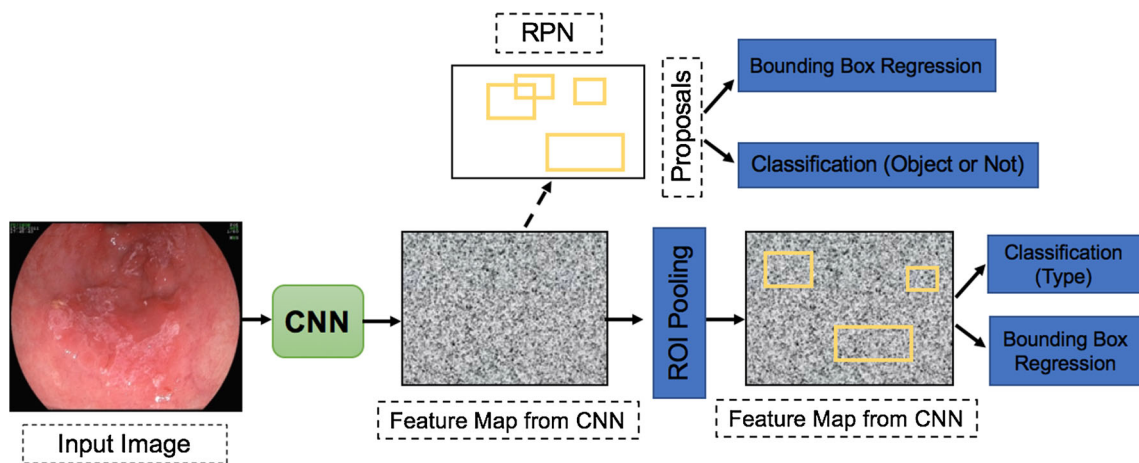 RPN
Proposals
Bounding Box Regression
Classification (Object or Not)
CNN
ROI Pooling
Classification
(Type)
Bounding Box
Regression
Feature Map from CNN
Feature Map from CNN
Input Image